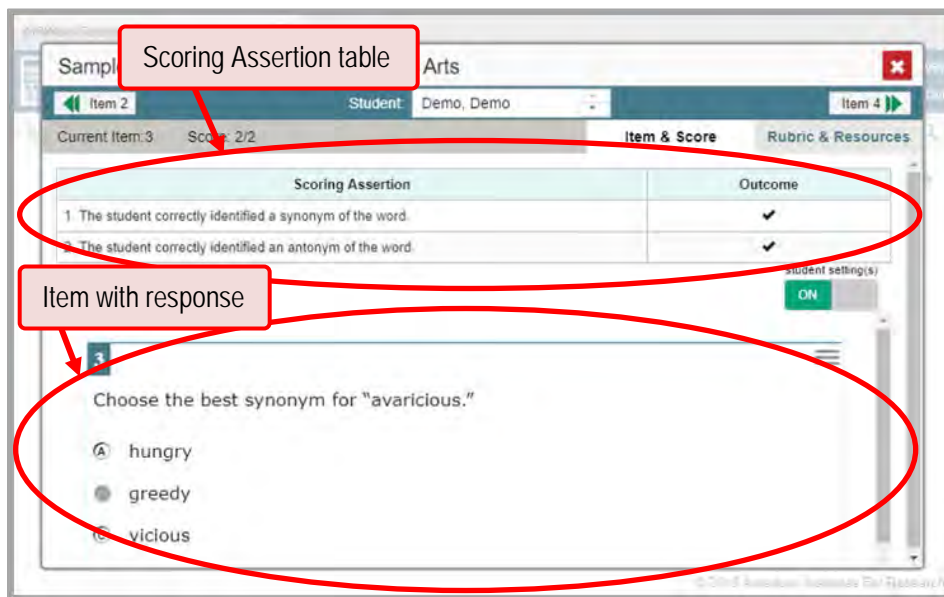 Scoring Assertion table
Sampl Arts
Item 2 Student: Demo, Demo Item 4
Current Item:3 Score: 2/2 Item & Score Rubric & Resources
Scoring Assertion Outcome
1. The student correctly identified a synonym of the word.
2. The student correctly identified an antonym of the word.
Student setting(s)
ON
Item with response
3
Choose the best synonym for “avaricious.”
A hungry
greedy
C vicious